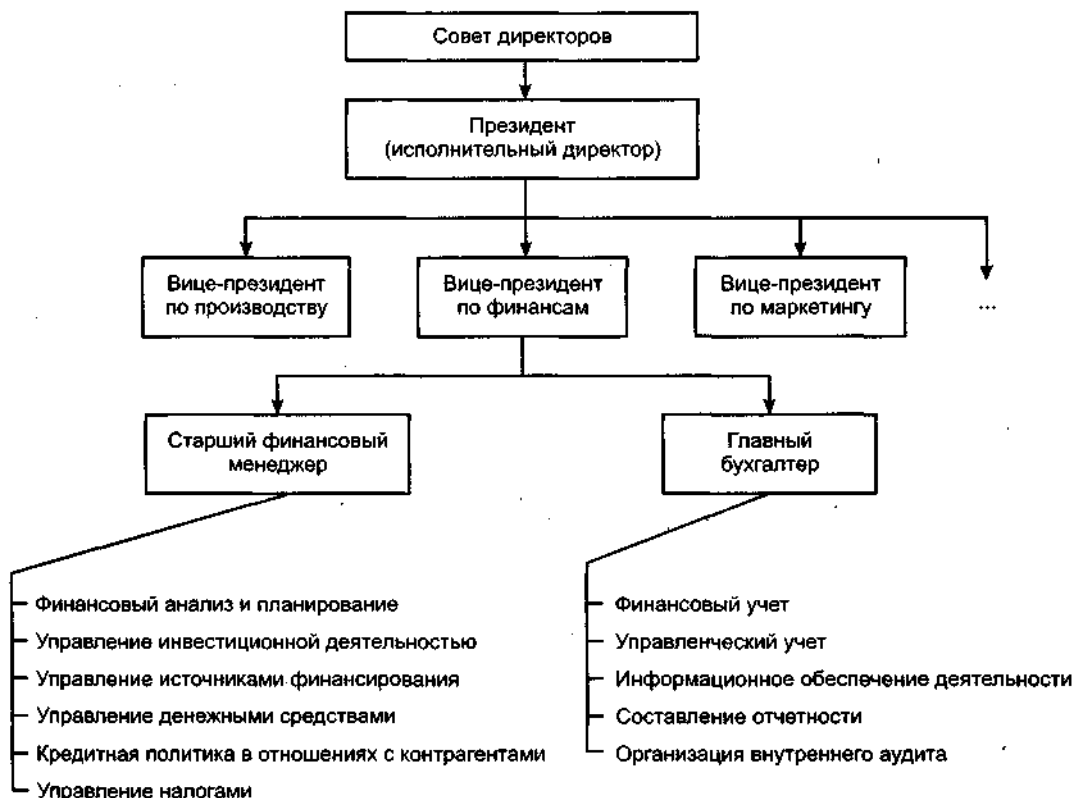 Совет директоров
Президент
(исполнительный директор)
Вице-президент
по производству
Вице-президент
по финансам
Вице-президент
по маркетингу
...
Старший финансовый
менеджер
Главный
бухгалтер
Финансовый анализ и планирование
Управление инвестиционной деятельностью
Управление источниками финансирования
Управление денежными средствами
Кредитная политика в отношениях с контрагентами
Управление налогами
Финансовый учет
Управленческий учет
Информационное обеспечение деятельности
Составление отчетности
Организация внутреннего аудита